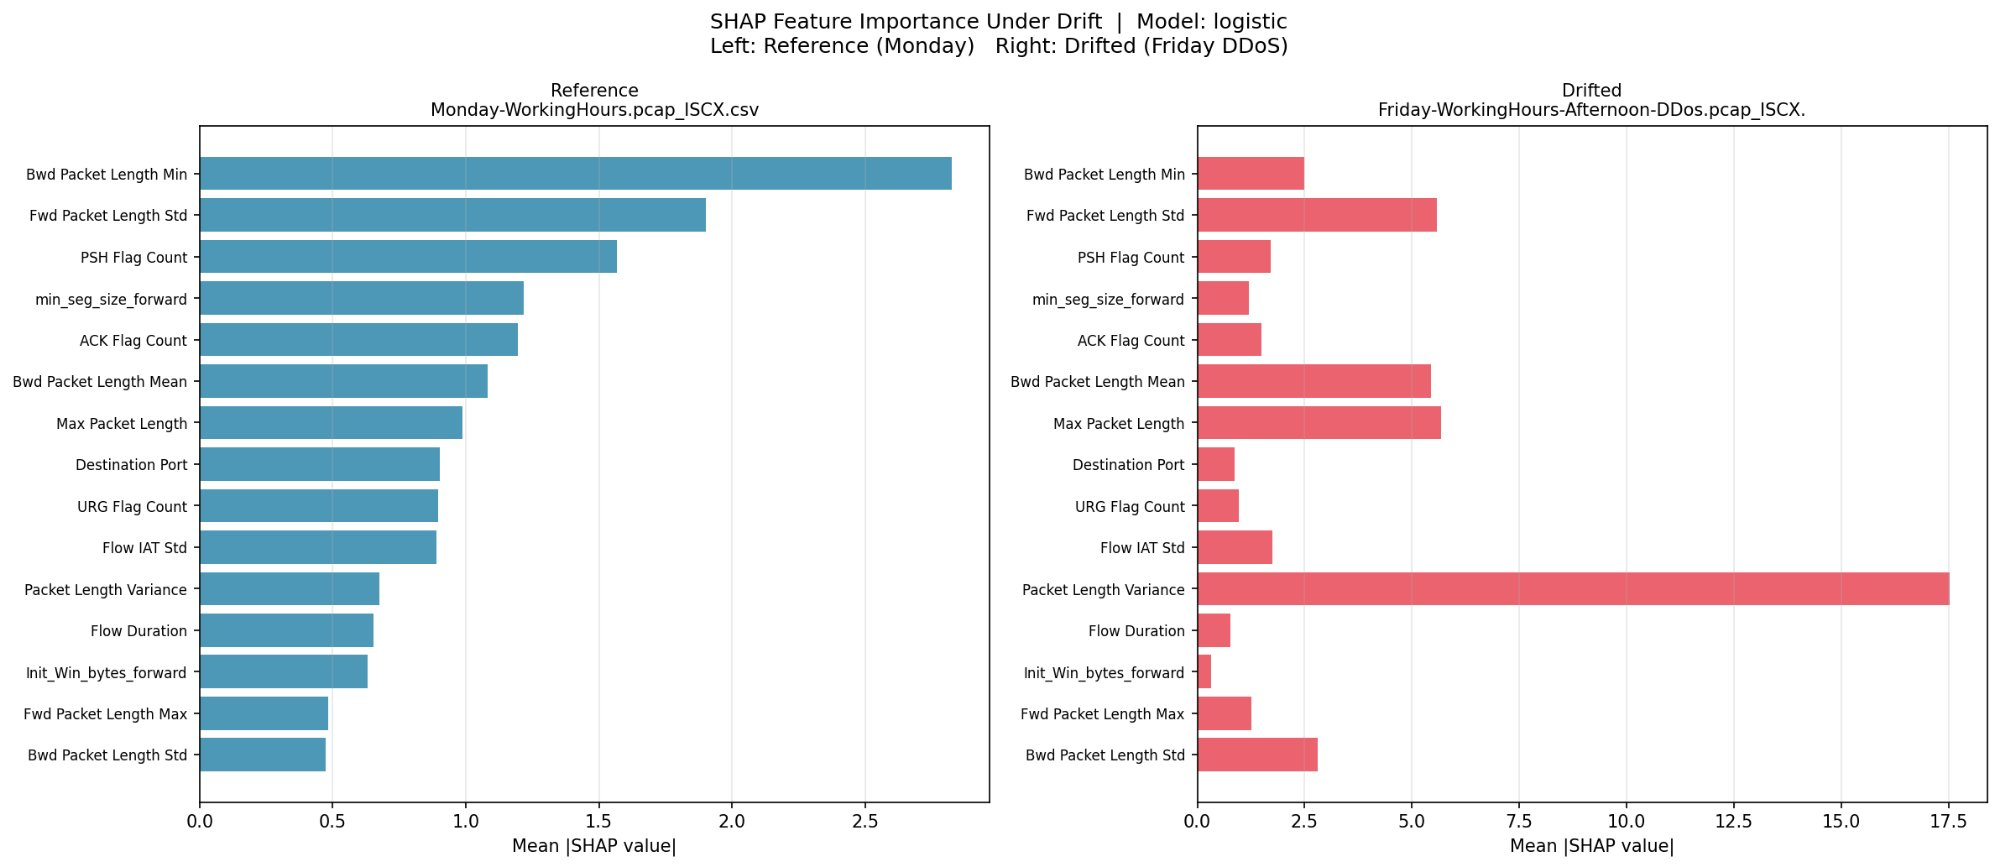 SHAP Feature Importance Under Drift  |  Model: logistic
Left: Reference (Monday)   Right: Drifted (Friday DDoS)
Reference
Monday-WorkingHours.pcap_ISCX.csv
Bwd Packet Length Min
Fwd Packet Length Std
PSH Flag Count
min_seg_size_forward
ACK Flag Count
Bwd Packet Length Mean
Max Packet Length
Destination Port
URG Flag Count
Flow IAT Std
Packet Length Variance
Flow Duration
Init_Win_bytes_forward
Fwd Packet Length Max
Bwd Packet Length Std
0.0 0.5 1.0 1.5 2.0 2.5
Mean |SHAP value|
Drifted
Friday-WorkingHours-Afternoon-DDos.pcap_ISCX.
Bwd Packet Length Min
Fwd Packet Length Std
PSH Flag Count
min_seg_size_forward
ACK Flag Count
Bwd Packet Length Mean
Max Packet Length
Destination Port
URG Flag Count
Flow IAT Std
Packet Length Variance
Flow Duration
Init_Win_bytes_forward
Fwd Packet Length Max
Bwd Packet Length Std
0.0 2.5 5.0 7.5 10.0 12.5 15.0 17.5
Mean |SHAP value|